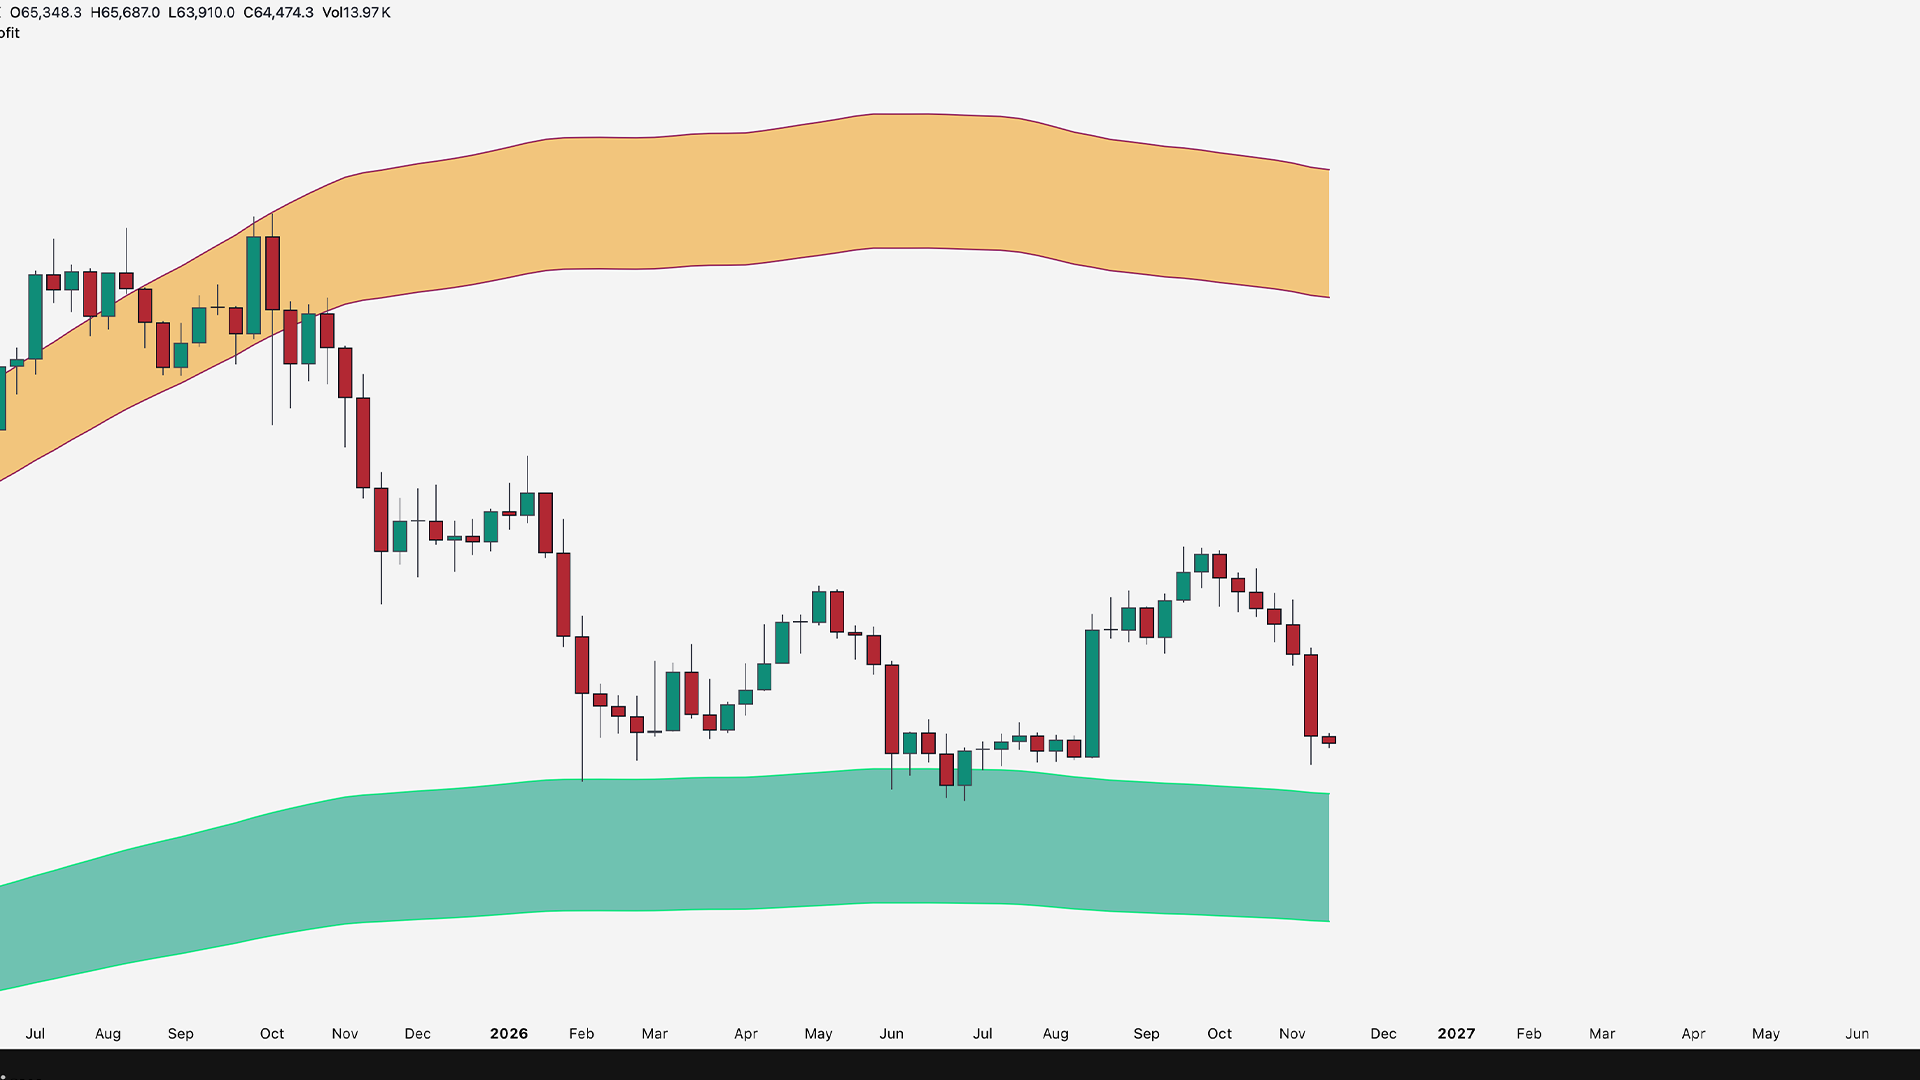 O65,348.3 H65,687.0 L63,910.0 C64,474.3 Vol13.97 K
ofit
Jul Aug Sep Oct Nov Dec 2026 Feb Mar Apr May Jun Jul Aug Sep Oct Nov Dec 2027 Feb Mar Apr May Jun